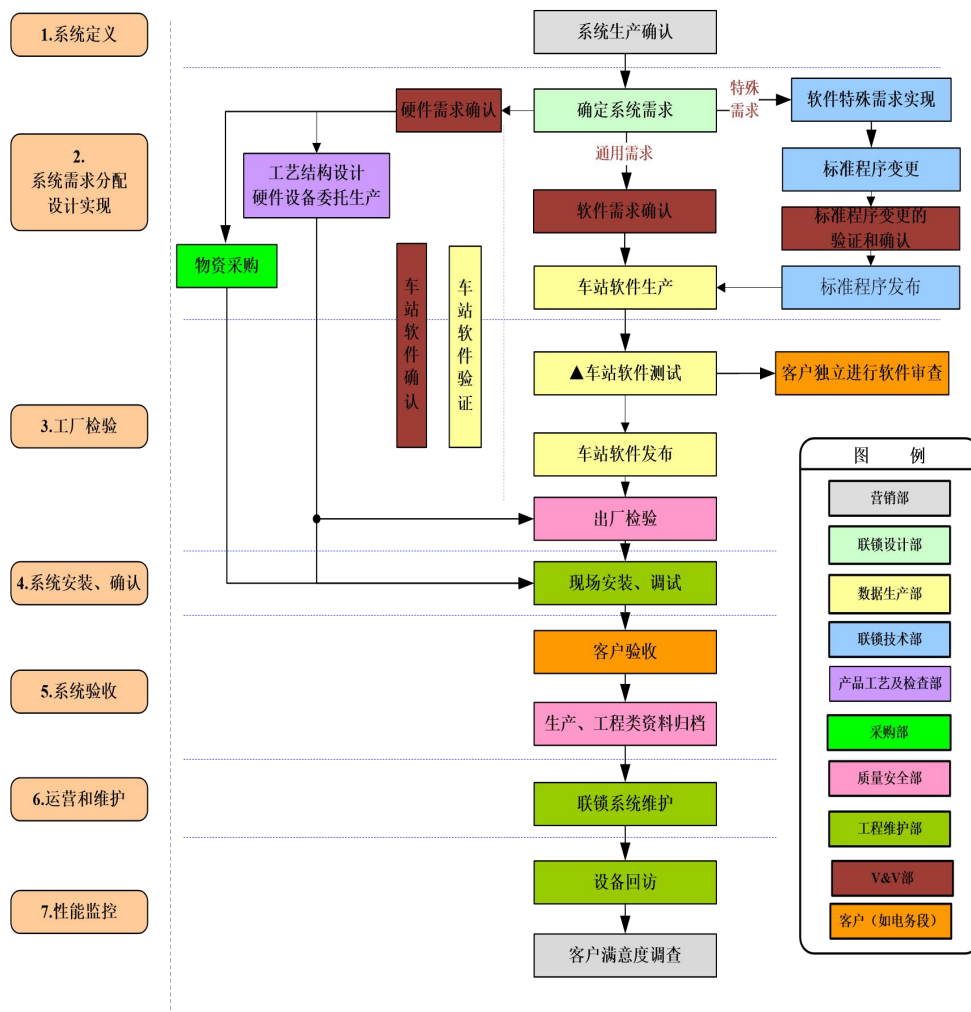 1.系统定义
系统生产确认
2.
系统需求分配
设计实现
硬件需求确认
确定系统需求
特殊
需求
软件特殊需求实现
通用需求
工艺结构设计
硬件设备委托生产
标准程序变更
软件需求确认
标准程序变更的
验证和确认
物资采购
车站软件生产
标准程序发布
车站软件确认
车站软件验证
3.工厂检验
▲车站软件测试
客户独立进行软件审查
车站软件发布
出厂检验
4.系统安装、确认
现场安装、调试
5.系统验收
客户验收
生产、工程类资料归档
6.运营和维护
联锁系统维护
7.性能监控
设备回访
客户满意度调查
图 例
营销部
联锁设计部
数据生产部
联锁技术部
产品工艺及检查部
采购部
质量安全部
工程维护部
V&V部
客户（如电务段）